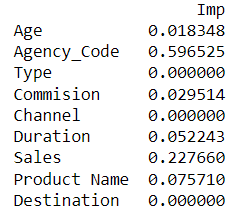 Imp
Age 0.018348
Agency_Code 0.596525
Type 0.000000
Commision 0.029514
Channel 0.000000
Duration 0.052243
Sales 0.227660
Product Name 0.075710
Destination 0.000000